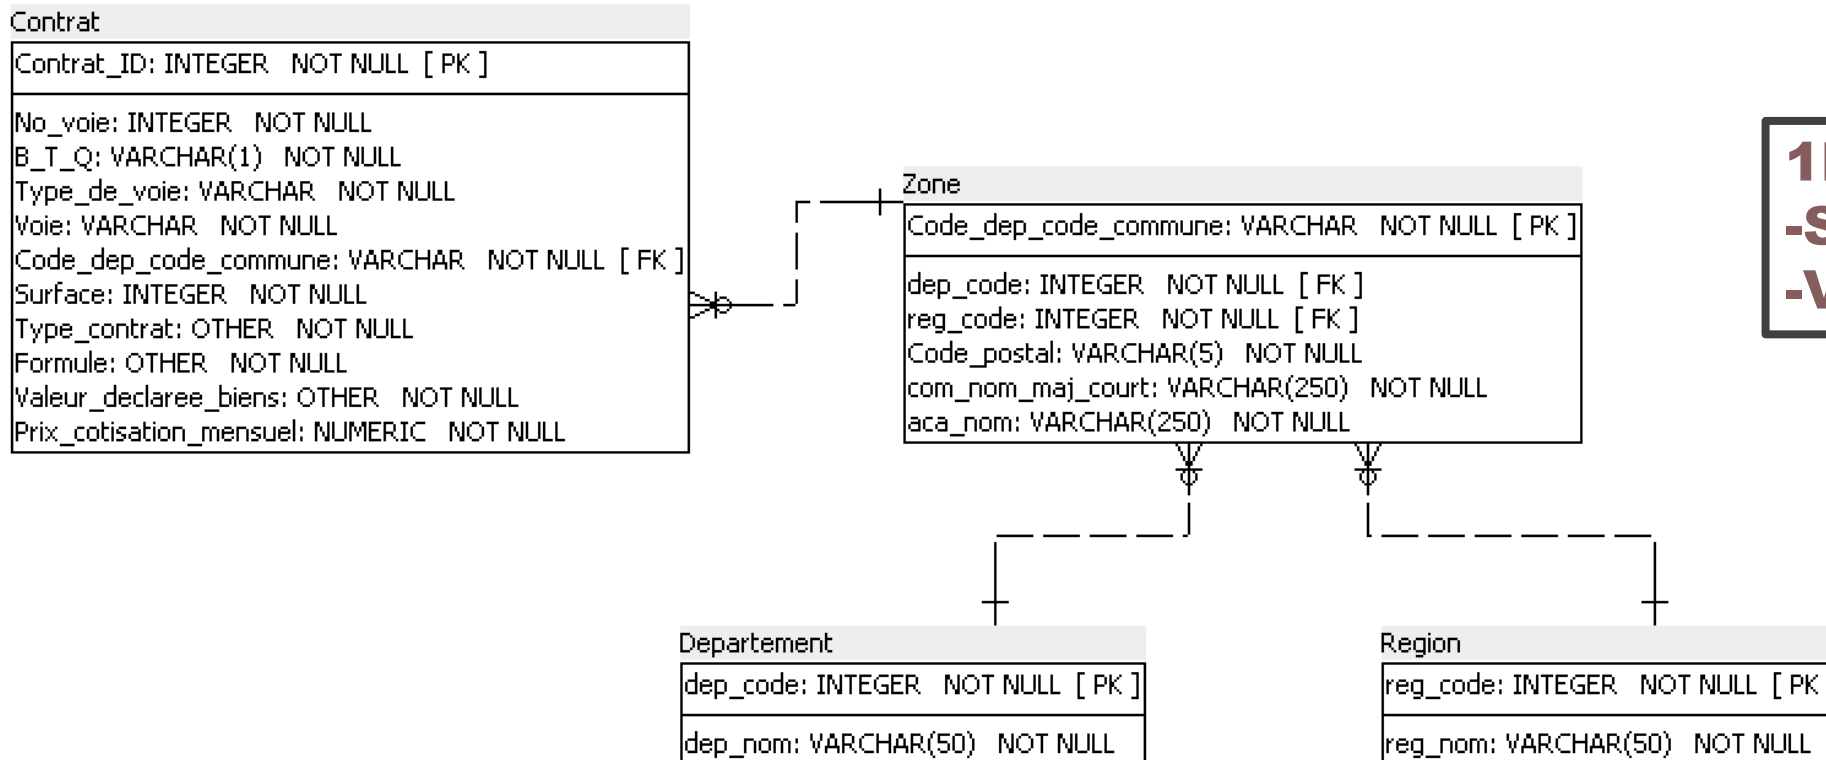 Contrat
Contrat_ID: INTEGER NOT NULL [ PK ]
No_voie: INTEGER NOT NULL
B_T_Q: VARCHAR(1) NOT NULL
Type_de_voie: VARCHAR NOT NULL
Voie: VARCHAR NOT NULL
Code_dep_code_commune: VARCHAR NOT NULL [ FK ]
Surface: INTEGER NOT NULL
Type_contrat: OTHER NOT NULL
Formule: OTHER NOT NULL
Valeur_declaree_biens: OTHER NOT NULL
Prix_cotisation_mensuel: NUMERIC NOT NULL
Zone
Code_dep_code_commune: VARCHAR NOT NULL [ PK ]
dep_code: INTEGER NOT NULL [ FK ]
reg_code: INTEGER NOT NULL [ FK ]
Code_postal: VARCHAR(5) NOT NULL
com_nom_maj_court: VARCHAR(250) NOT NULL
aca_nom: VARCHAR(250) NOT NULL
Departement
dep_code: INTEGER NOT NULL [ PK ]
dep_nom: VARCHAR(50) NOT NULL
Region
reg_code: INTEGER NOT NULL [ PK
reg_nom: VARCHAR(50) NOT NULL